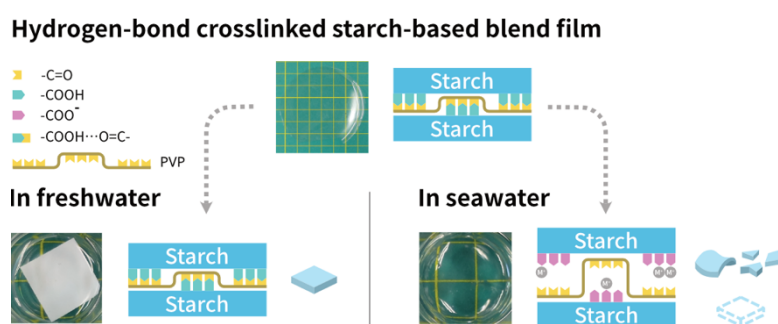 Hydrogen-bond crosslinked starch-based blend film
-C=O
-COOH
-COO⁻
-COOH⋯O=C-
PVP
Starch
Starch
In freshwater
In seawater
Starch
Starch
Starch
M⁺
M⁺ M⁺
M⁺
Starch